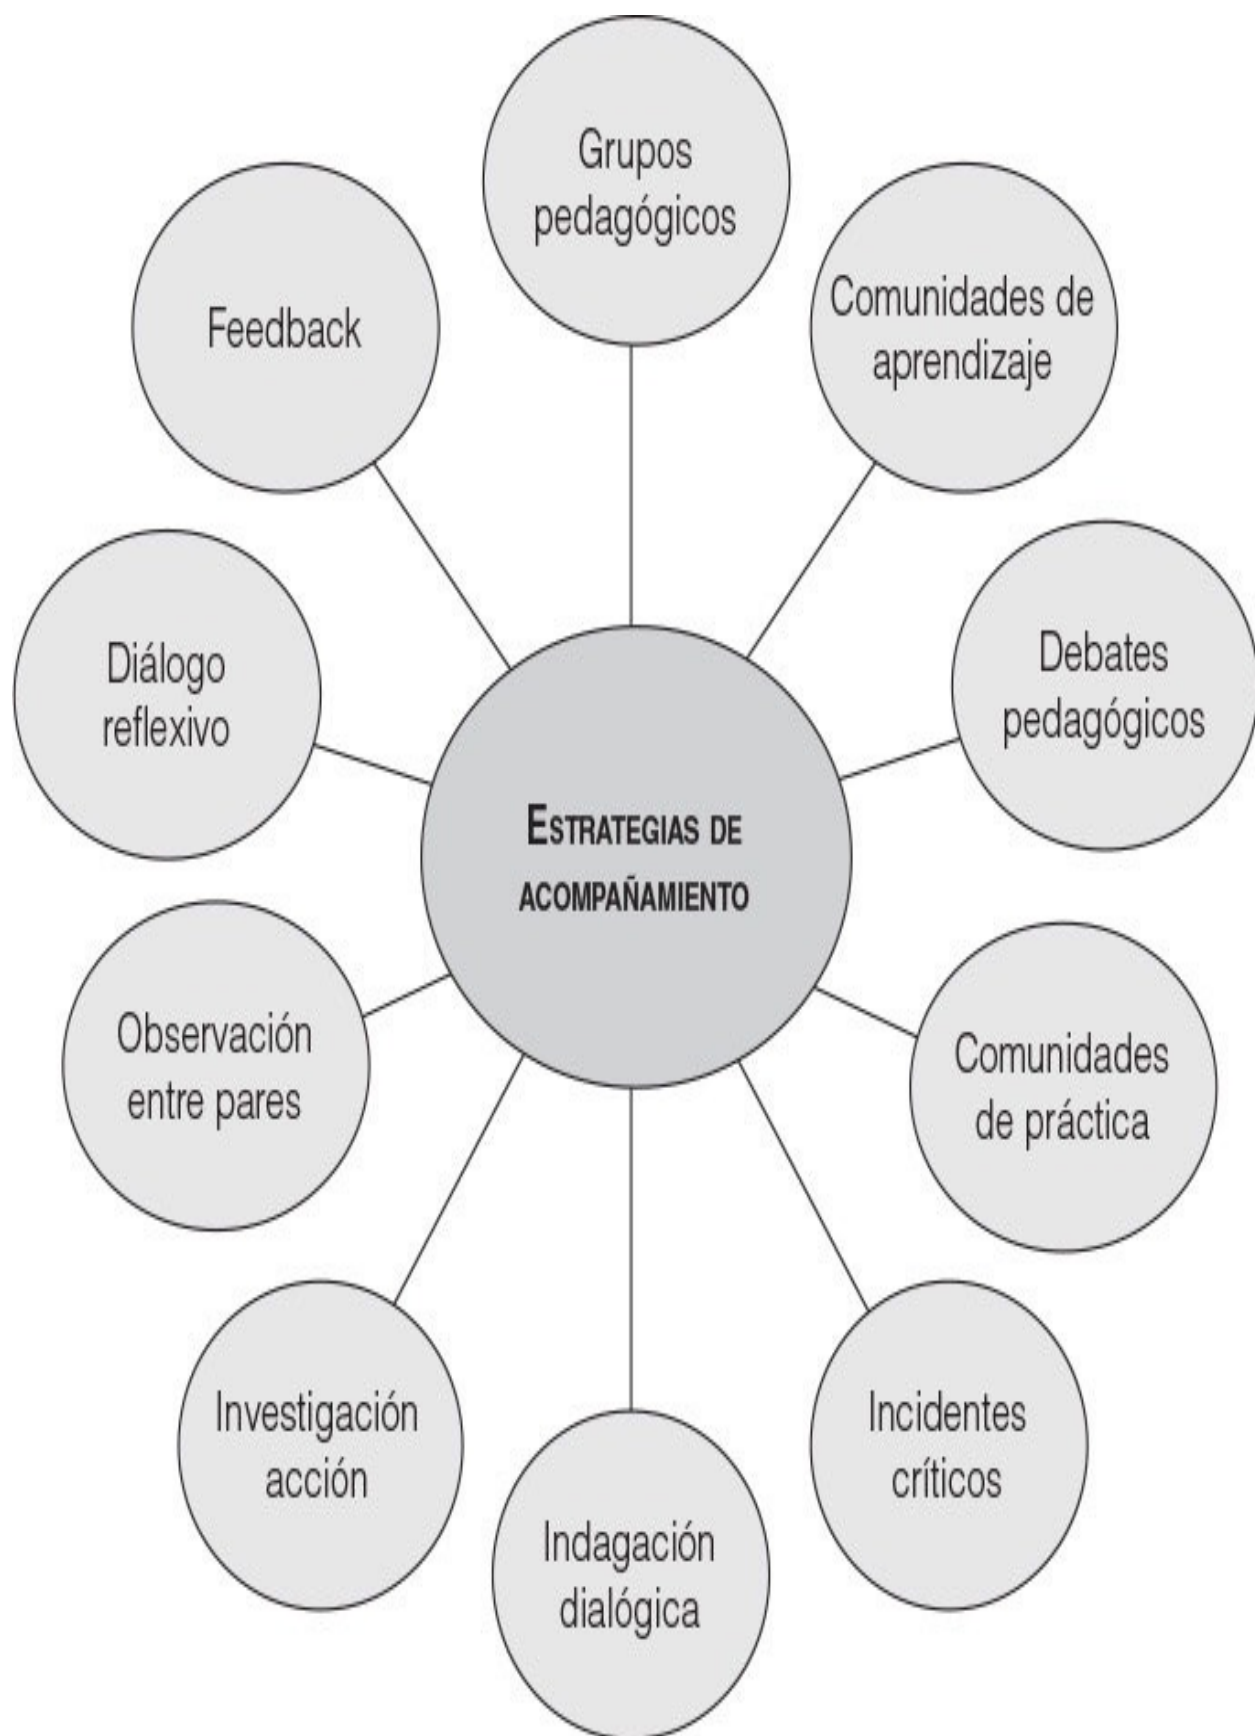 Grupos
pedagógicos
Comunidades de
aprendizaje
Debates
pedagógicos
Comunidades
de práctica
Incidentes
críticos
Indagación
dialógica
Investigación
acción
Observación
entre pares
Diálogo
reflexivo
Feedback
ESTRATEGIAS DE
ACOMPAÑAMIENTO